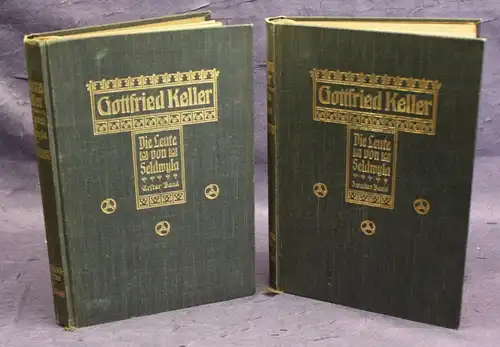 Gottfried Keller
Die Leute
von
Seldwyla
Erster Band
Gottfried Keller
Die Leute
von
Seldwyla
Zweiter Band